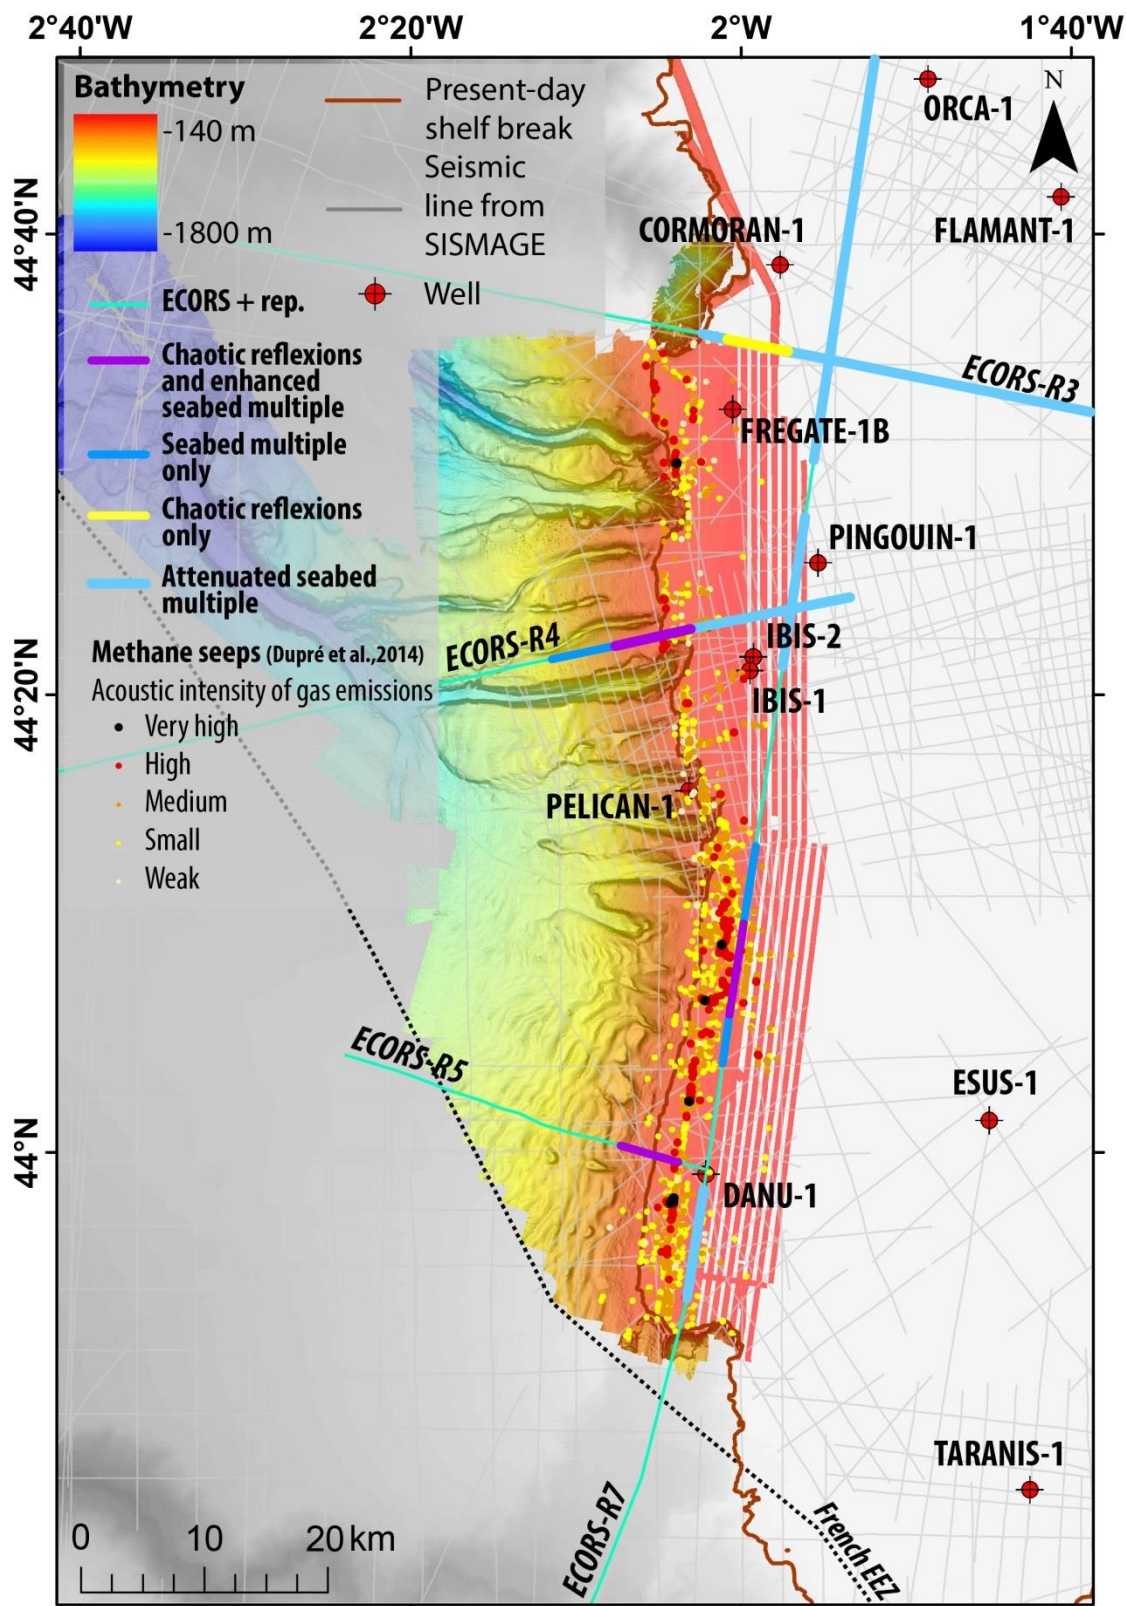 2°40'W 2°20'W 2°W 1°40'W
44°40'N
44°20'N
44°N
Bathymetry
-140 m
-1800 m
Present-day
shelf break
Seismic
line from
SISMAGE
Well
ECORS + rep.
Chaotic reflexions
and enhanced
seabed multiple
Seabed multiple
only
Chaotic reflexions
only
Attenuated seabed
multiple
Methane seeps (Dupré et al.,2014)
Acoustic intensity of gas emissions
Very high
High
Medium
Small
Weak
N
ORCA-1
FLAMANT-1
CORMORAN-1
ECORS-R3
FREGATE-1B
PINGOUIN-1
ECORS-R4
IBIS-2
IBIS-1
PELICAN-1
ECORS-R5
ESUS-1
DANU-1
TARANIS-1
ECORS-R7
French EEZ
0 10 20 km